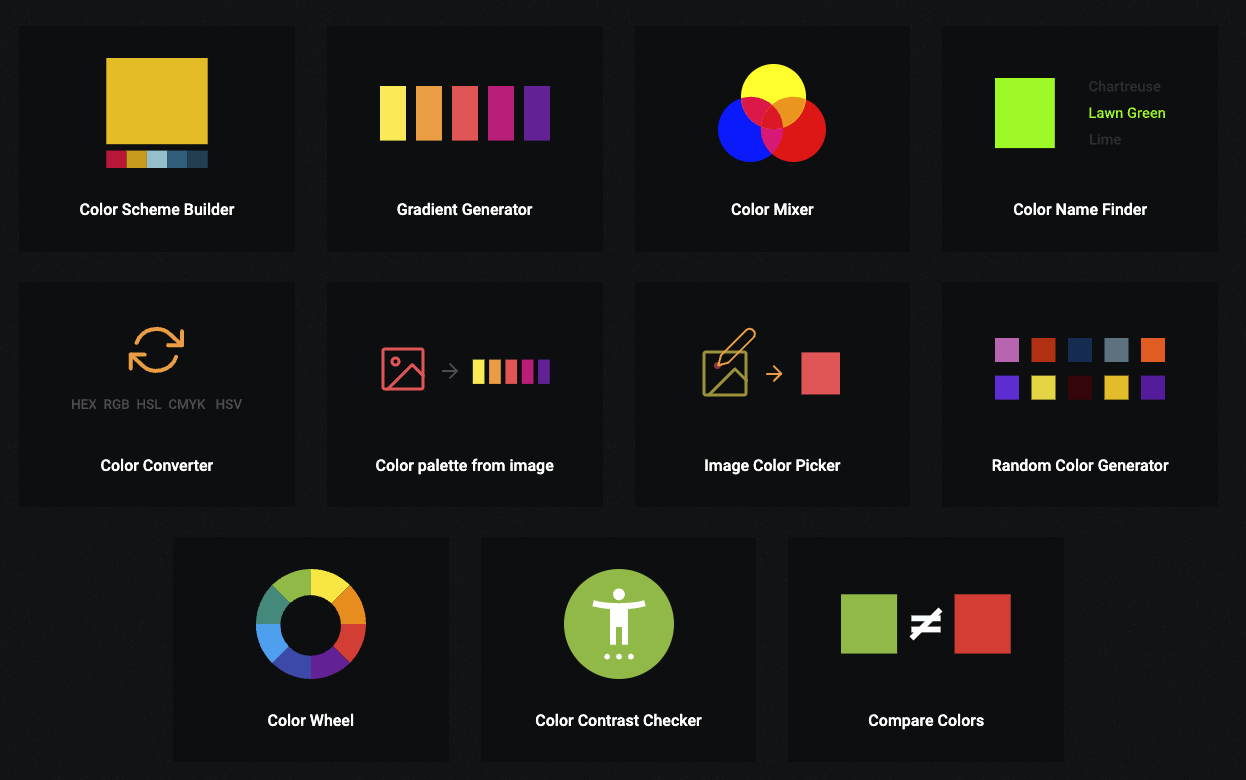 Chartreuse
Lawn Green
Lime
Color Scheme Builder
Gradient Generator
Color Mixer
Color Name Finder
HEX RGB HSL CMYK HSV
Color Converter
Color palette from image
Image Color Picker
Random Color Generator
Color Wheel
Color Contrast Checker
Compare Colors